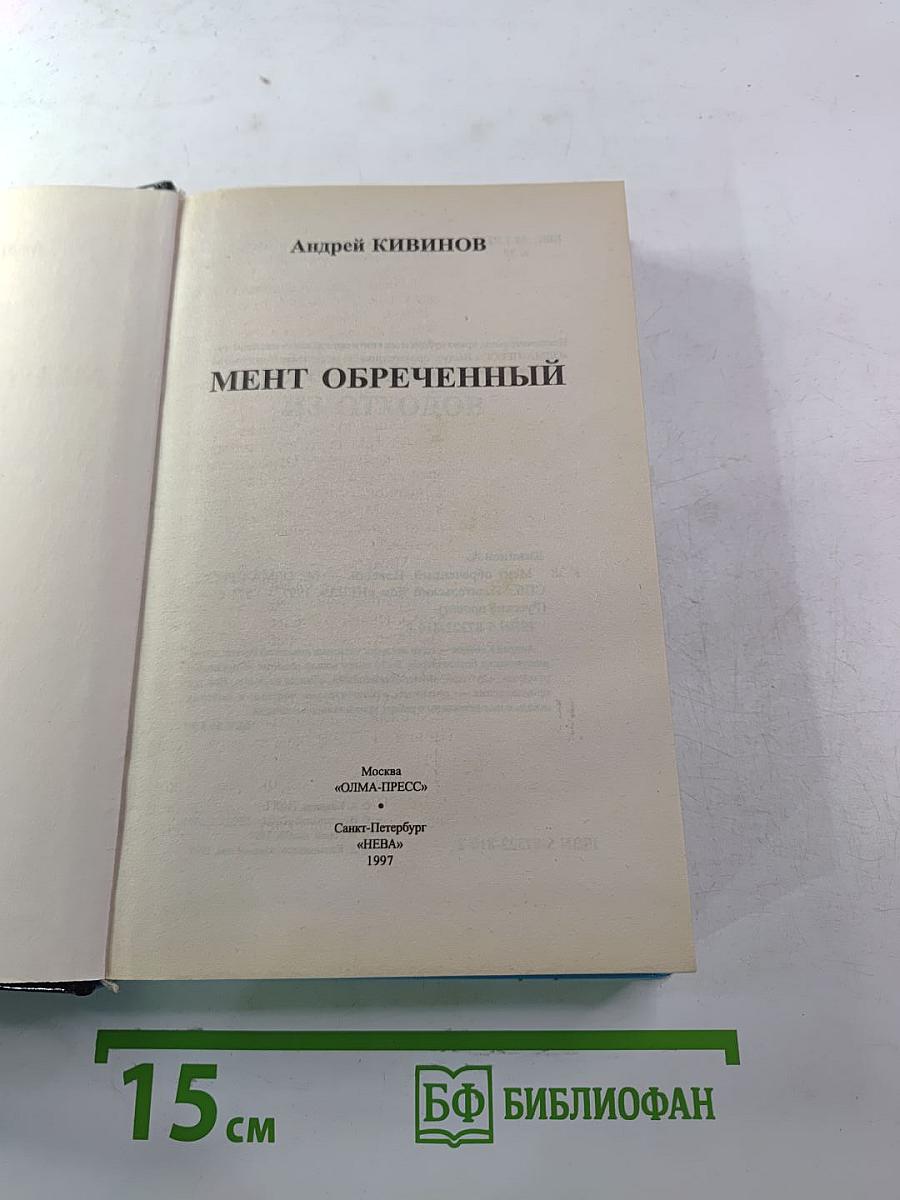 Андрей КИВИНОВ
МЕНТ ОБРЕЧЕННЫЙ
Москва
«ОЛМА-ПРЕСС»
•
Санкт-Петербург
«НЕВА»
1997
15 см
БФ БИБЛИОФАН